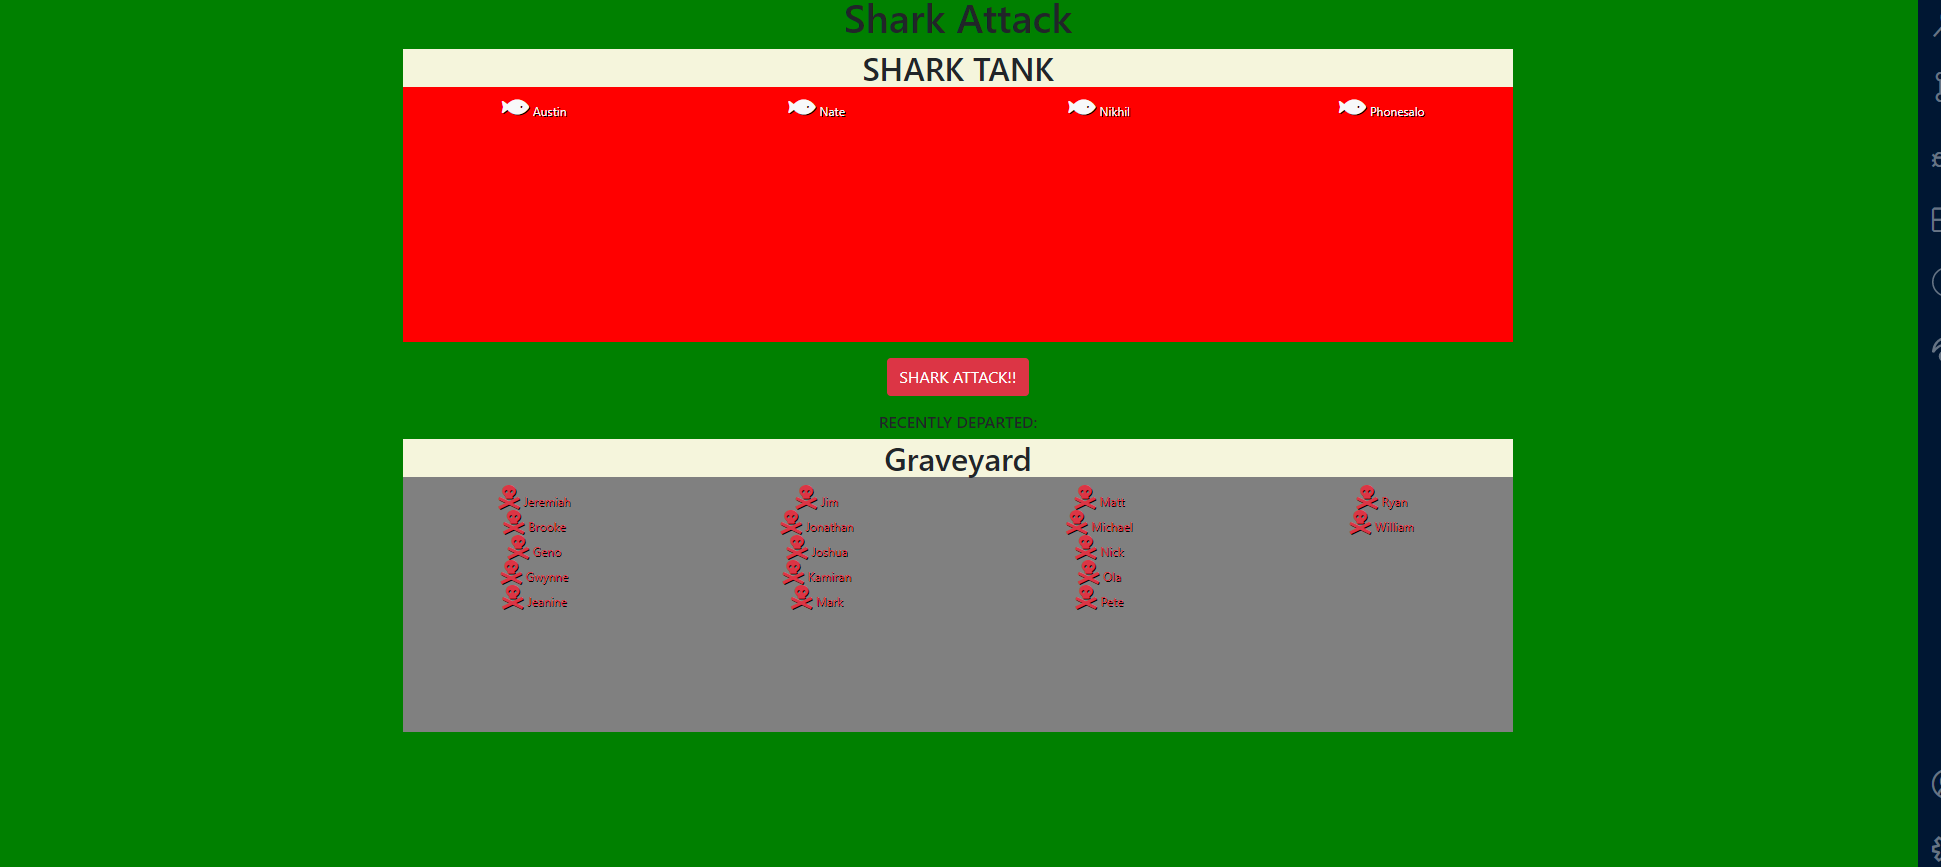 Shark Attack
SHARK TANK
Austin Nate Nikhil Phonesalo
SHARK ATTACK!!
RECENTLY DEPARTED:
Graveyard
Jeremiah Jim Matt Ryan
Brooke Jonathan Michael William
Geno Joshua Nick
Gwynne Kamiran Ola
Jeanine Mark Pete